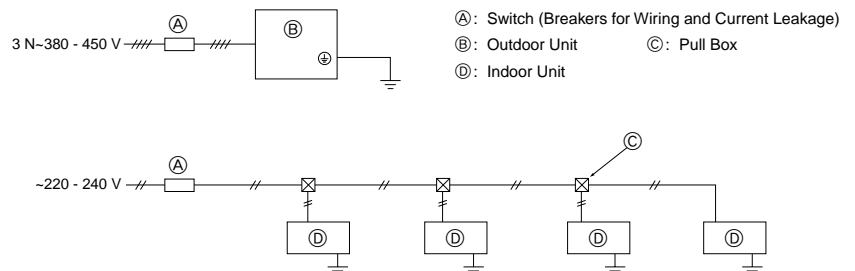 Ⓐ: Switch (Breakers for Wiring and Current Leakage)
Ⓑ: Outdoor Unit Ⓒ: Pull Box
Ⓓ: Indoor Unit
Ⓐ
Ⓑ
3 N~380 - 450 V
Ⓐ
Ⓒ
~220 - 240 V
Ⓓ Ⓓ Ⓓ Ⓓ